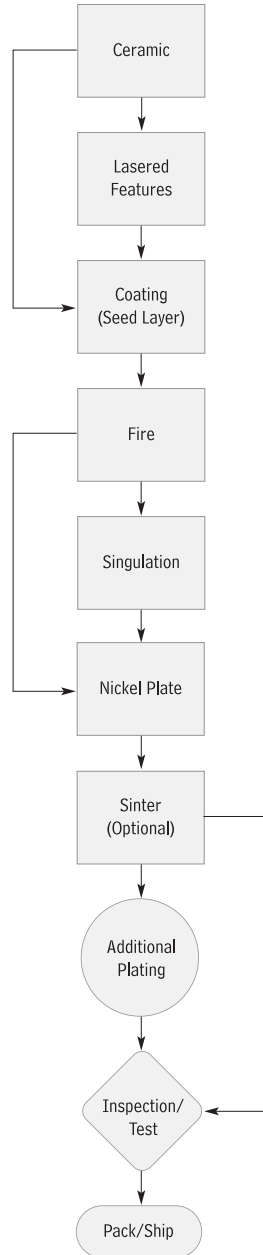 Ceramic
Lasered
Features
Coating
(Seed Layer)
Fire
Singulation
Nickel Plate
Sinter
(Optional)
Additional
Plating
Inspection/
Test
Pack/Ship